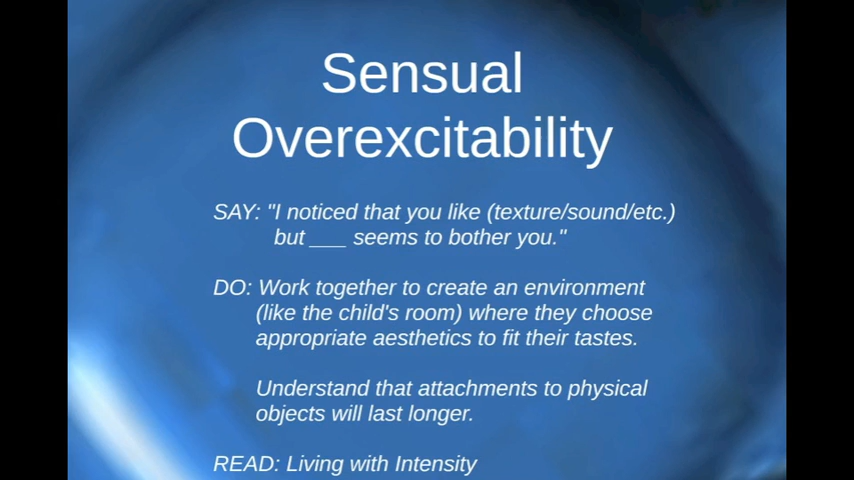 Sensual
Overexcitability
SAY: "I noticed that you like (texture/sound/etc.)
but ___ seems to bother you."
DO: Work together to create an environment
(like the child's room) where they choose
appropriate aesthetics to fit their tastes.
Understand that attachments to physical
objects will last longer.
READ: Living with Intensity